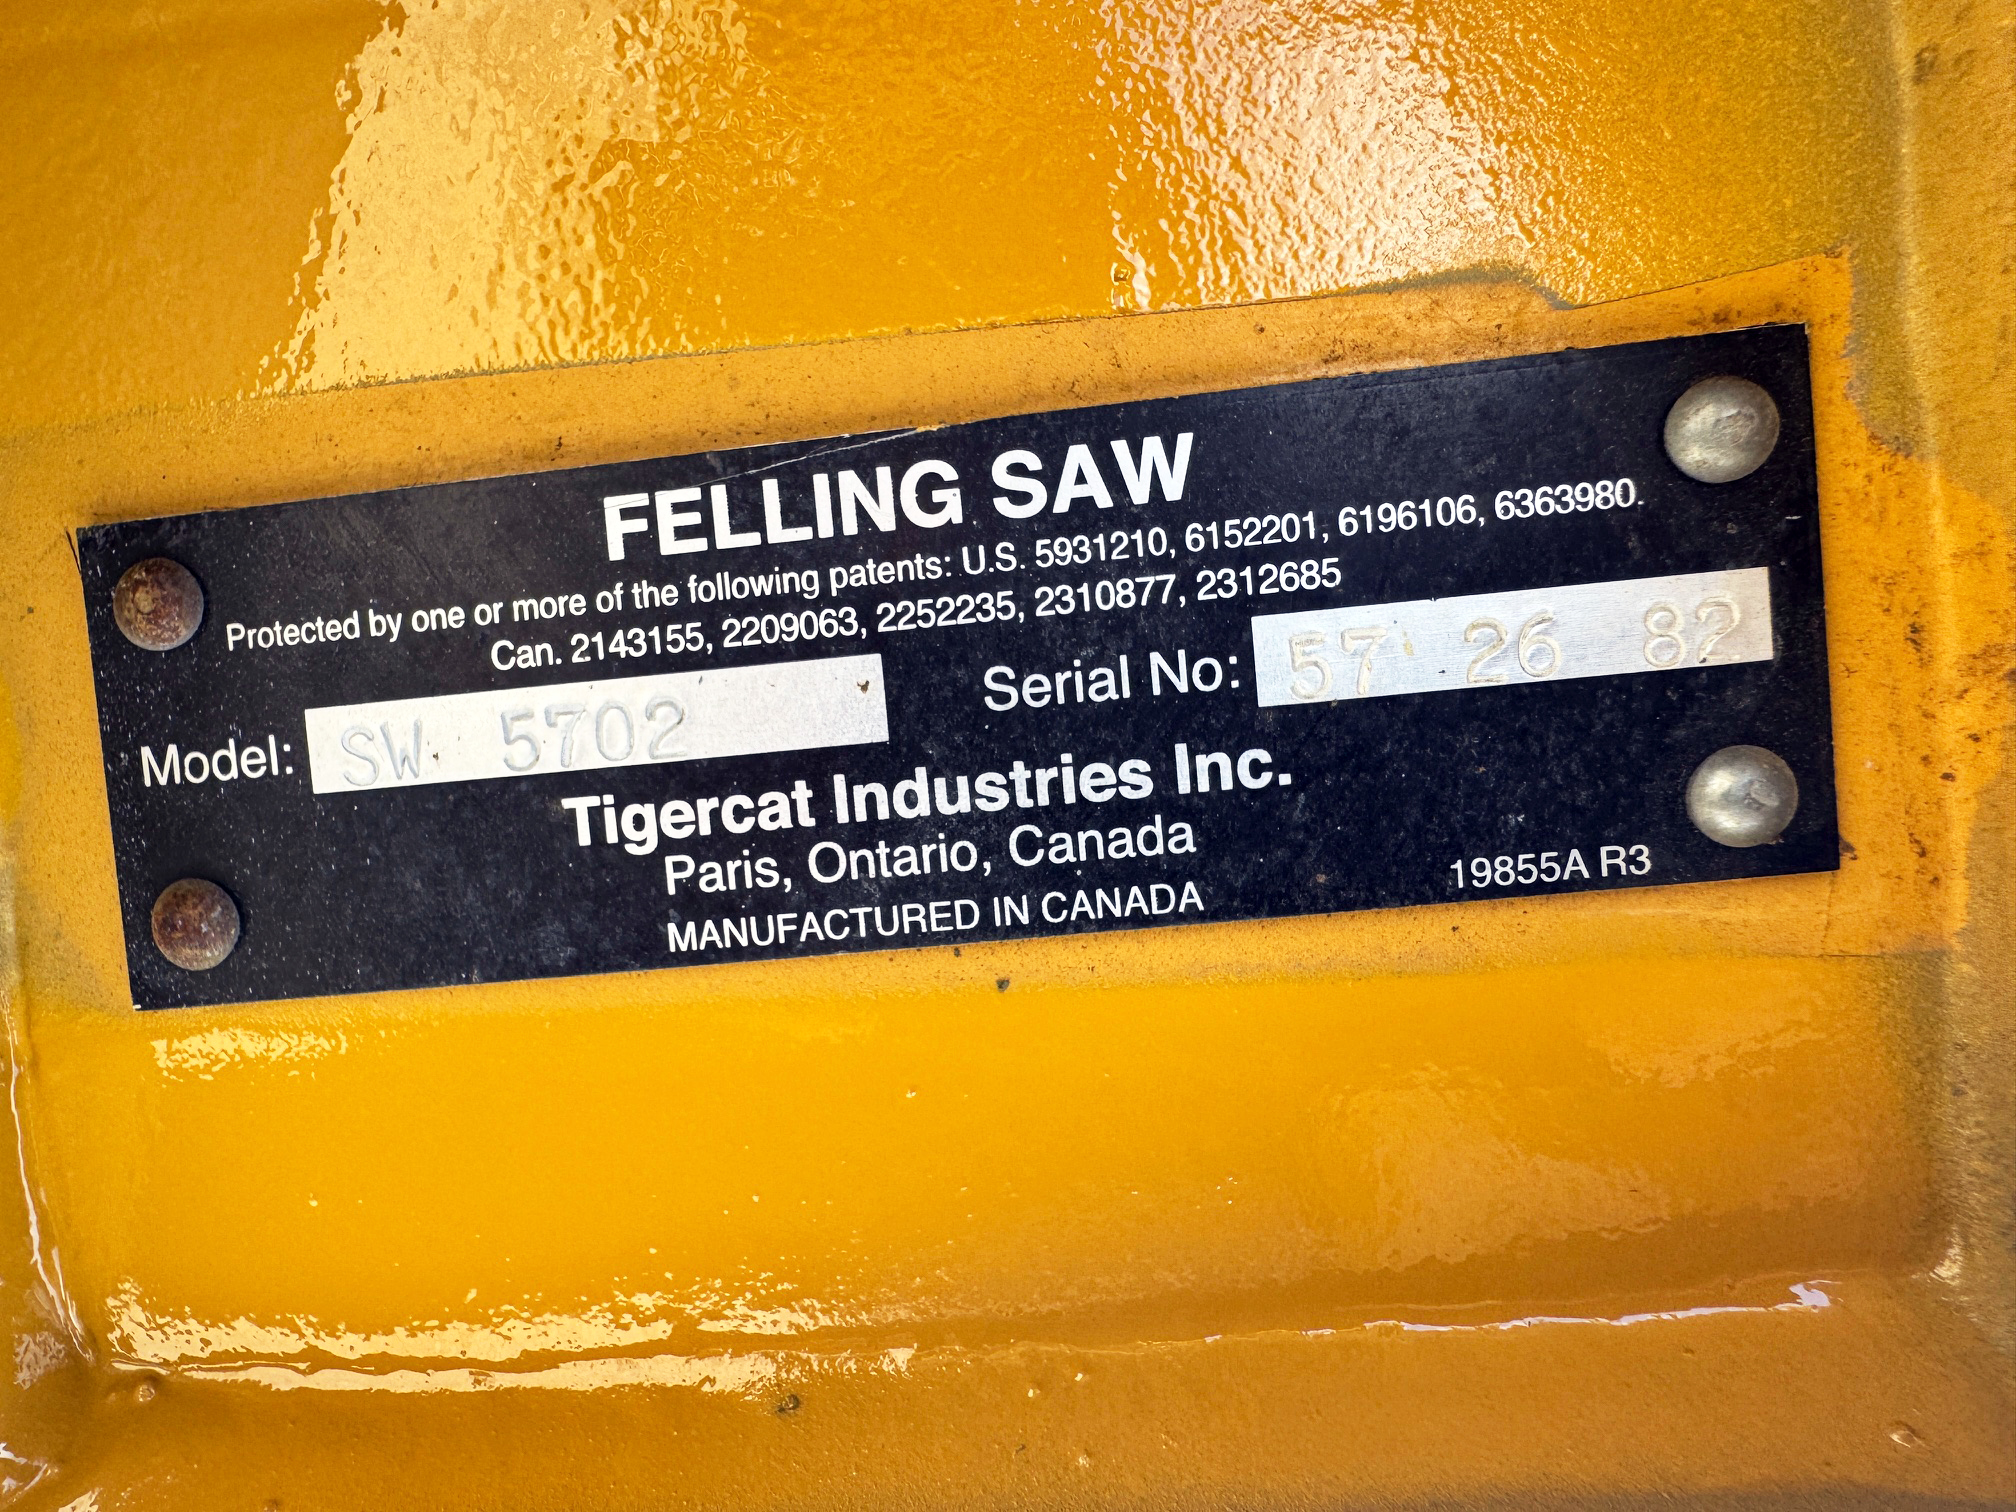 FELLING SAW
Protected by one or more of the following patents: U.S. 5931210, 6152201, 6196106, 6363980.
Can. 2143155, 2209063, 2252235, 2310877, 2312685
Model: SW 5702 Serial No: 57 26 82
Tigercat Industries Inc.
Paris, Ontario, Canada
MANUFACTURED IN CANADA 19855A R3